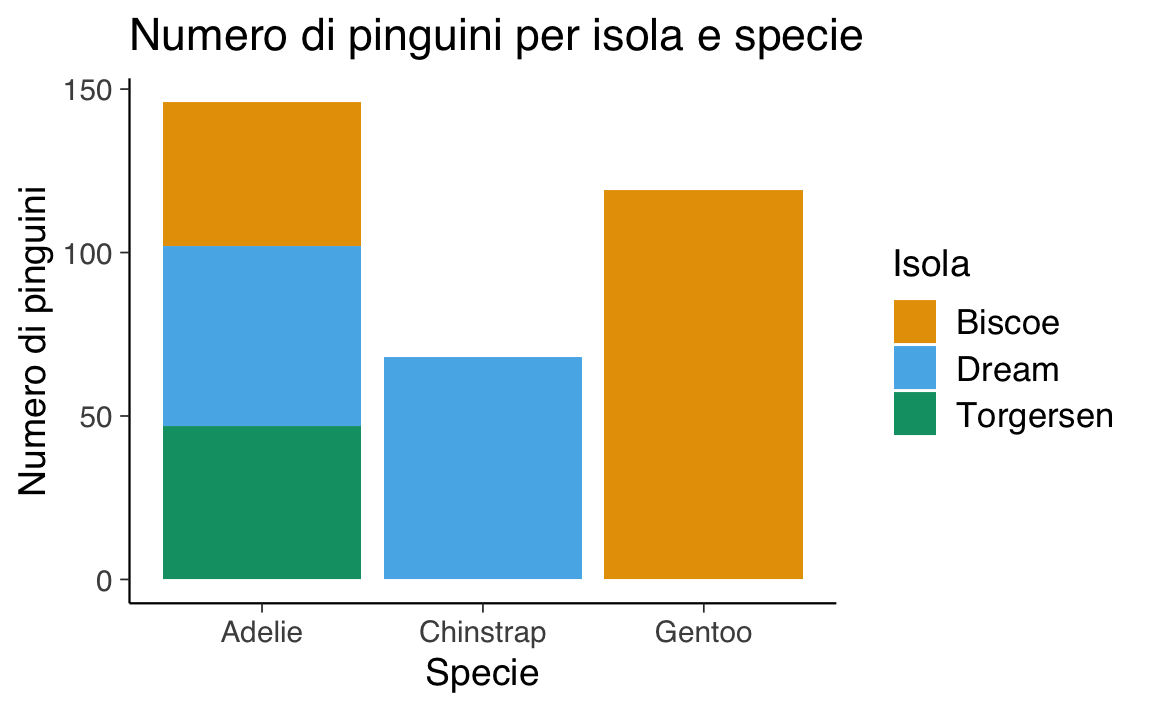 Numero di pinguini per isola e specie
Numero di pinguini
150
100
50
0
Adelie
Chinstrap
Gentoo
Specie
Isola
Biscoe
Dream
Torgersen